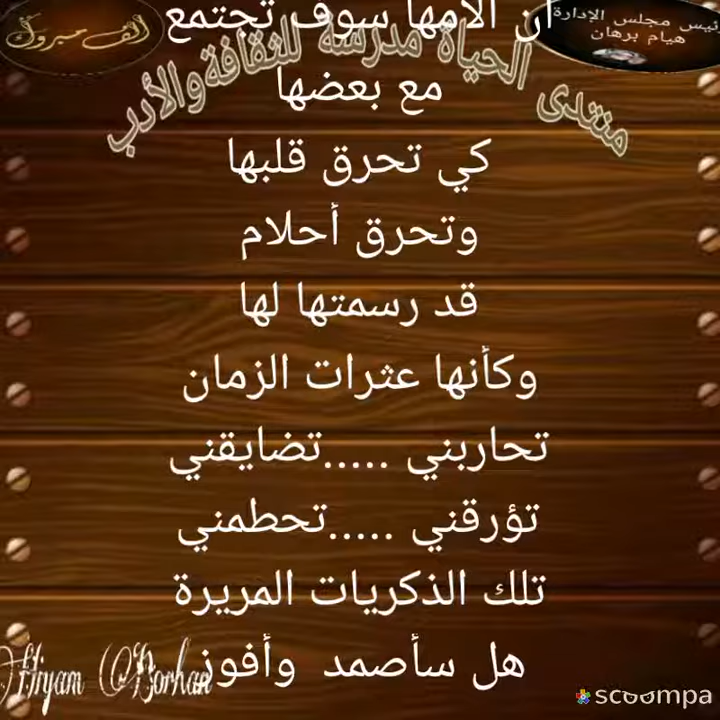 ألف مبروك
رئيس مجلس الإدارة
هيام برهان
منتدى الحياة مدرسة للثقافة والأدب
ان الامها سوف تجتمع
مع بعضها
كي تحرق قلبها
وتحرق أحلام
قد رسمتها لها
وكأنها عثرات الزمان
تحاربني .....تضايقني
تؤرقني .....تحطمني
تلك الذكريات المريرة
هل سأصمد وأفوز
Hiyam Borhan
scoompa